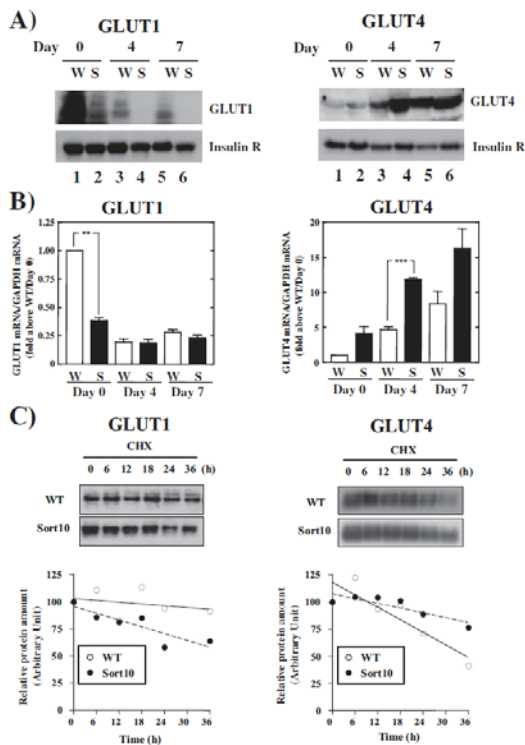 A)
GLUT1
GLUT4
Day 0 4 7
Day 0 4 7
W S W S W S
W S W S W S
GLUT1
GLUT4
Insulin R
Insulin R
1 2 3 4 5 6
1 2 3 4 5 6
B)
GLUT1
GLUT4
GLUT1 mRNA/GAPDH mRNA
(fold above WT/Day 0)
1.25
1.00
0.75
0.50
0.25
0
**
W S W S W S
Day 0 Day 4 Day 7
GLUT4 mRNA/GAPDH mRNA
(fold above WT/Day 0)
20
15
10
5
0
***
W S W S W S
Day 0 Day 4 Day 7
C)
GLUT1
GLUT4
CHX
CHX
0 6 12 18 24 36 (h)
0 6 12 18 24 36 (h)
WT
WT
Sort10
Sort10
Relative protein amount
(Arbitrary Unit)
125
100
75
50
25
0
WT
Sort10
0 6 12 18 24 30 36
Time (h)
Relative protein amount
(Arbitrary Unit)
125
100
75
50
25
0
WT
Sort10
0 6 12 18 24 30 36
Time (h)